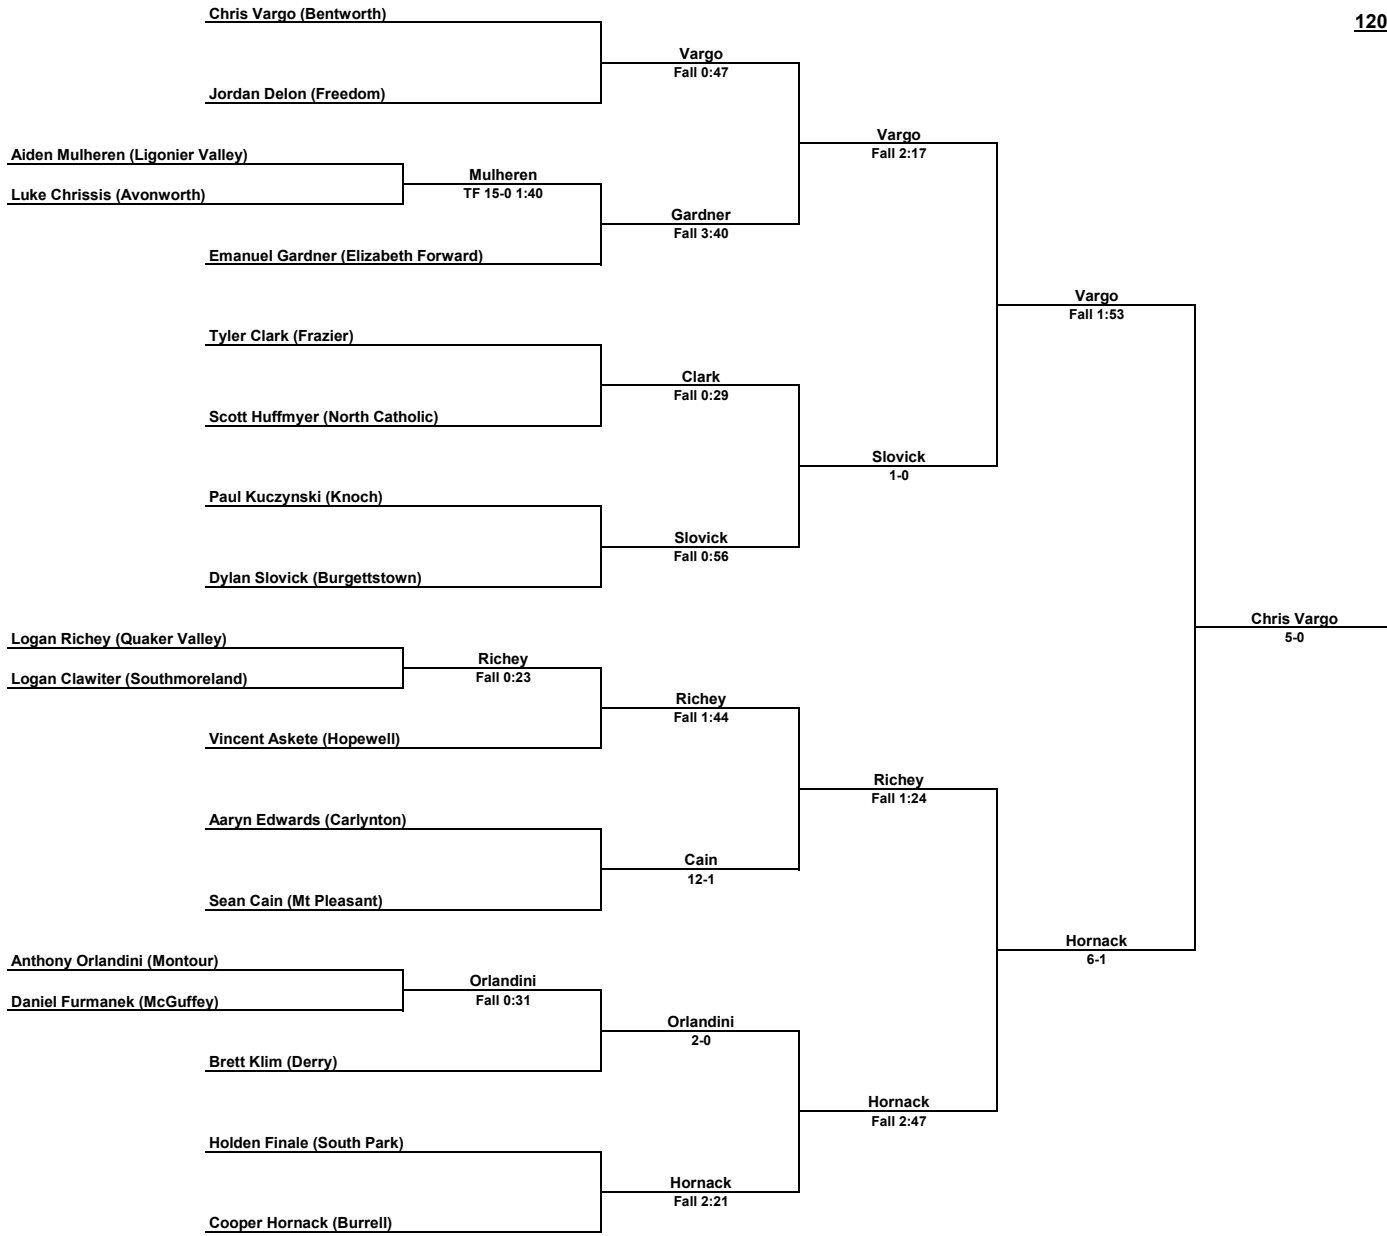 Chris Vargo (Bentworth)
120
Vargo
Fall 0:47
Jordan Delon (Freedom)
Vargo
Fall 2:17
Aiden Mulheren (Ligonier Valley)
Mulheren
TF 15-0 1:40
Luke Chrissis (Avonworth)
Gardner
Fall 3:40
Emanuel Gardner (Elizabeth Forward)
Vargo
Fall 1:53
Tyler Clark (Frazier)
Clark
Fall 0:29
Scott Huffmyer (North Catholic)
Slovick
1-0
Paul Kuczynski (Knoch)
Slovick
Fall 0:56
Dylan Slovick (Burgettstown)
Chris Vargo
5-0
Logan Richey (Quaker Valley)
Richey
Fall 0:23
Logan Clawiter (Southmoreland)
Richey
Fall 1:44
Vincent Askete (Hopewell)
Richey
Fall 1:24
Aaryn Edwards (Carlynton)
Cain
12-1
Sean Cain (Mt Pleasant)
Hornack
6-1
Anthony Orlandini (Montour)
Orlandini
Fall 0:31
Daniel Furmanek (McGuffey)
Orlandini
2-0
Brett Klim (Derry)
Hornack
Fall 2:47
Holden Finale (South Park)
Hornack
Fall 2:21
Cooper Hornack (Burrell)